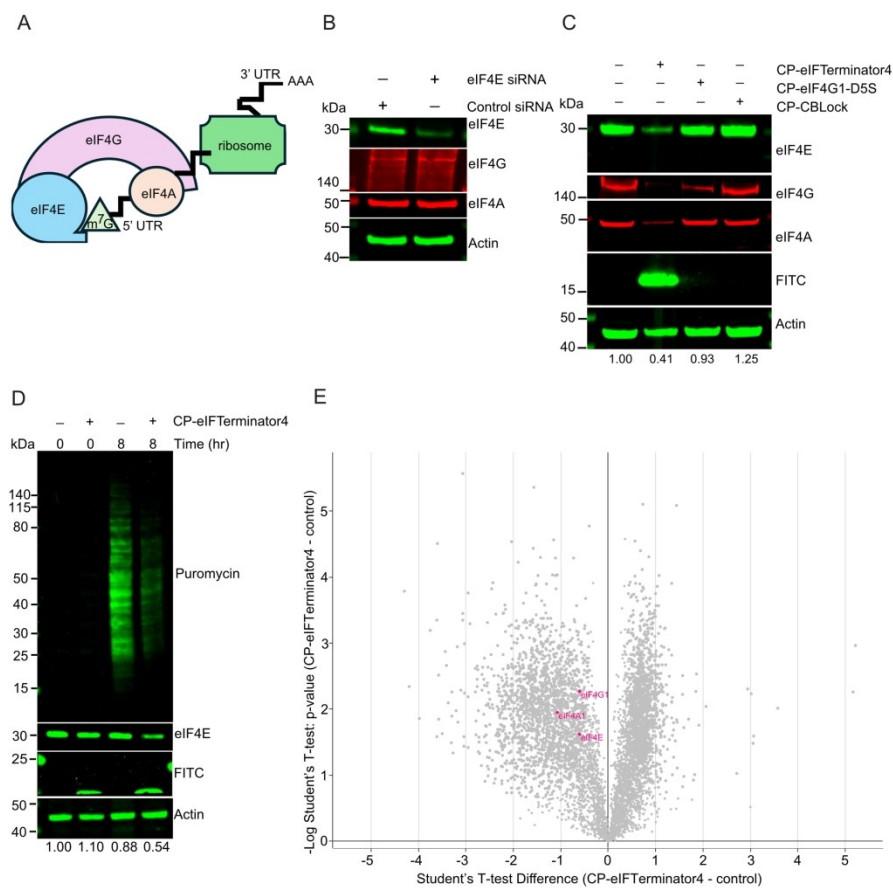 A
3' UTR
AAA
eIF4G
ribosome
eIF4A
eIF4E
m7G
5' UTR
B
– + eIF4E siRNA
kDa + – Control siRNA
30 eIF4E
eIF4G
140
50 eIF4A
50 Actin
40
C
– + – – CP-eIFTerminator4
– – + – CP-eIF4G1-D5S
kDa – – – + CP-CBLock
30
eIF4E
140 eIF4G
50
eIF4A
FITC
15
50 Actin
40
1.00 0.41 0.93 1.25
D
– + – + CP-eIFTerminator4
kDa 0 0 8 8 Time (hr)
140
115
80
Puromycin
50
40
30
25
15
30 eIF4E
25
FITC
50
Actin
40
1.00 1.10 0.88 0.54
E
-Log Student's T-test: p-value (CP-eIFTerminator4 - control)
5
4
3
2
1
0
eIF4G1
eIF4A1
eIF4E
-5 -4 -3 -2 -1 0 1 2 3 4 5
Student's T-test Difference (CP-eIFTerminator4 - control)